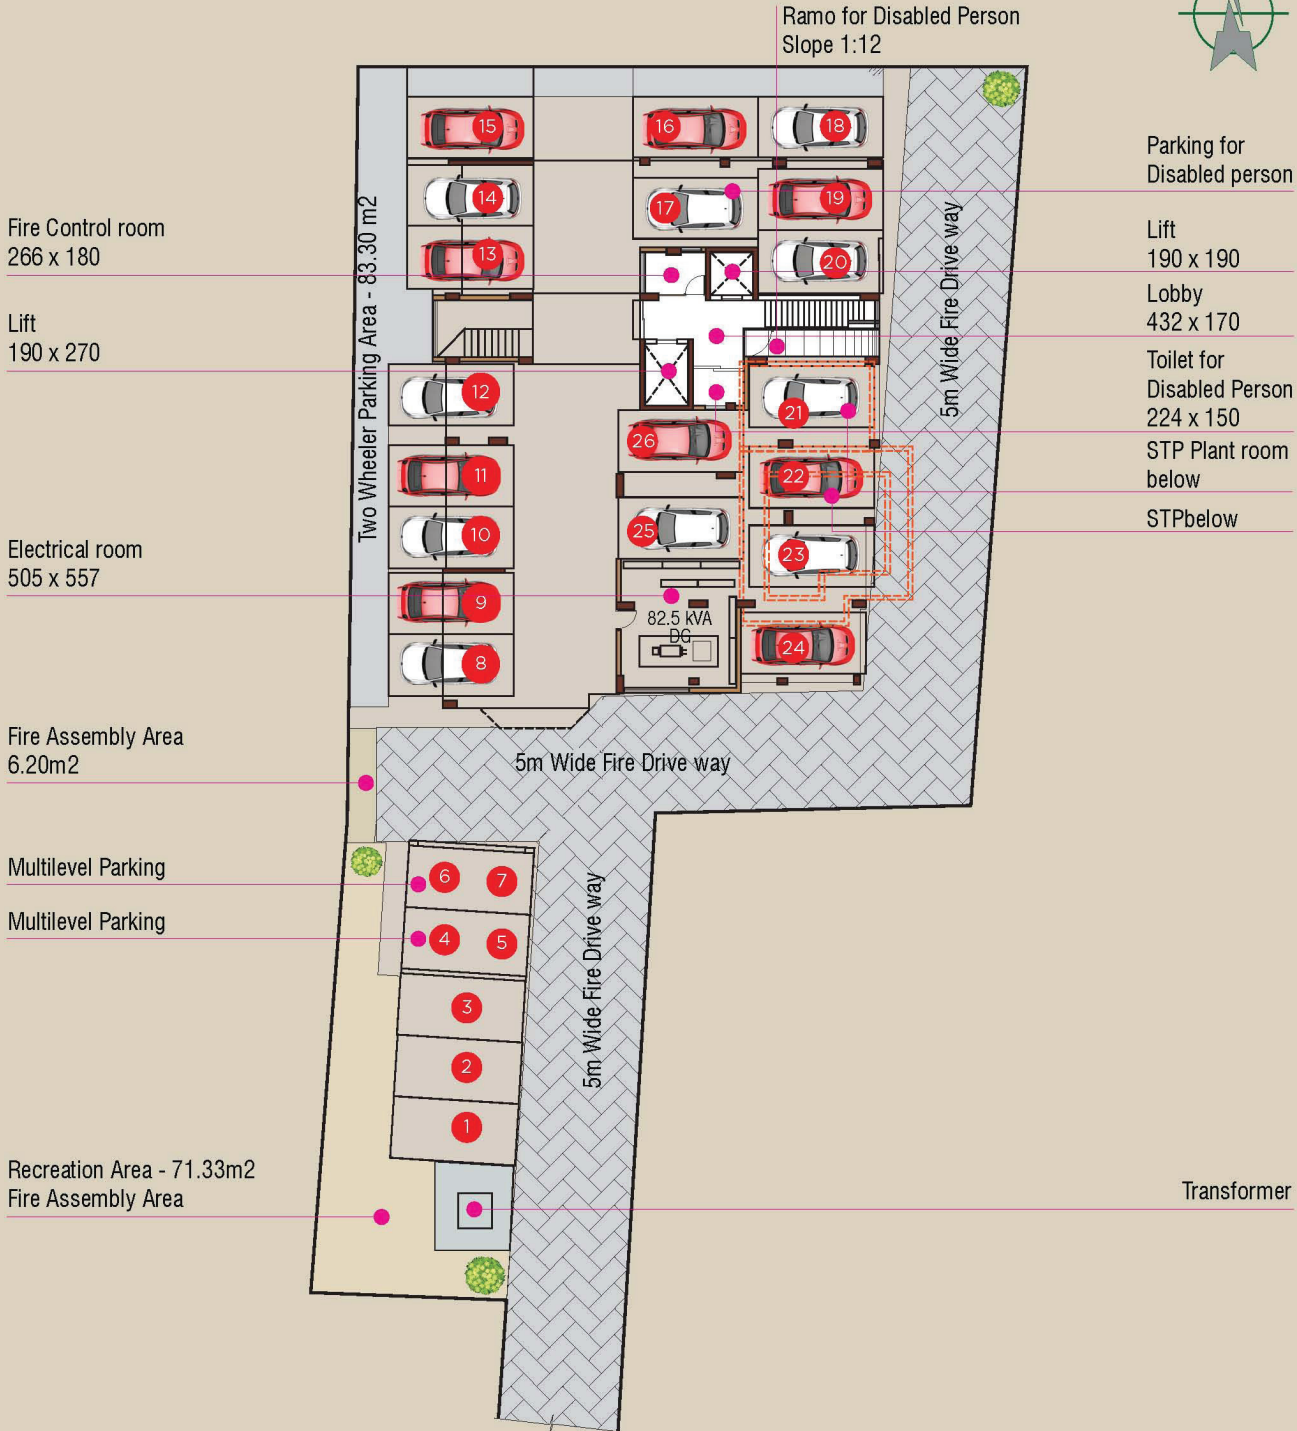 Ramo for Disabled Person
Slope 1:12
Parking for
Disabled person
Lift
190 x 190
Lobby
432 x 170
Toilet for
Disabled Person
224 x 150
STP Plant room
below
STPbelow
Fire Control room
266 x 180
Lift
190 x 270
Electrical room
505 x 557
Fire Assembly Area
6.20m2
Multilevel Parking
Multilevel Parking
Recreation Area - 71.33m2
Fire Assembly Area
Transformer
Two Wheeler Parking Area - 83.30 m2
5m Wide Fire Drive way
5m Wide Fire Drive way
5m Wide Fire Drive way
82.5 kVA
DG
15
16
18
14
17
19
13
20
12
21
26
11
22
10
25
23
9
8
24
6
7
4
5
3
2
1